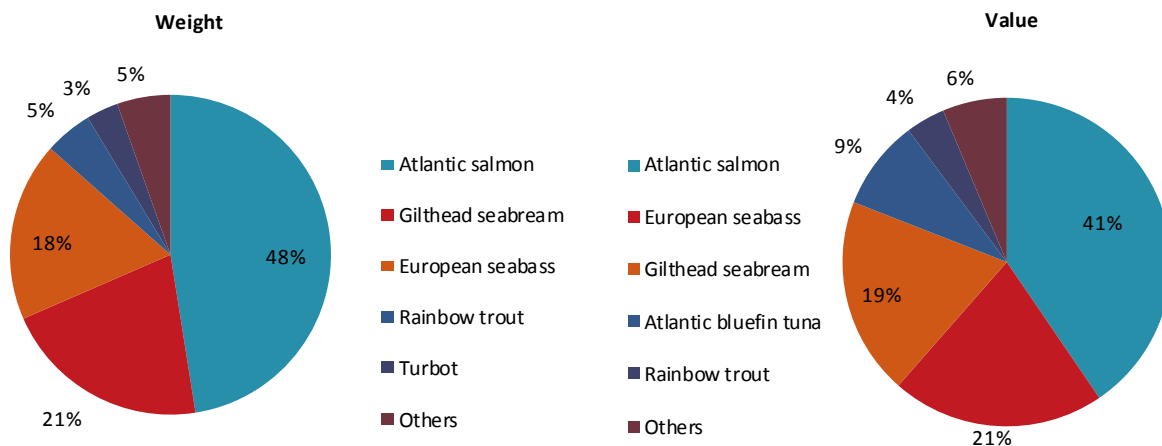 Weight
5%
3%
5%
18%
48%
21%
Atlantic salmon
Gilthead seabream
European seabass
Rainbow trout
Turbot
Others
Value
6%
4%
9%
41%
19%
21%
Atlantic salmon
European seabass
Gilthead seabream
Atlantic bluefin tuna
Rainbow trout
Others